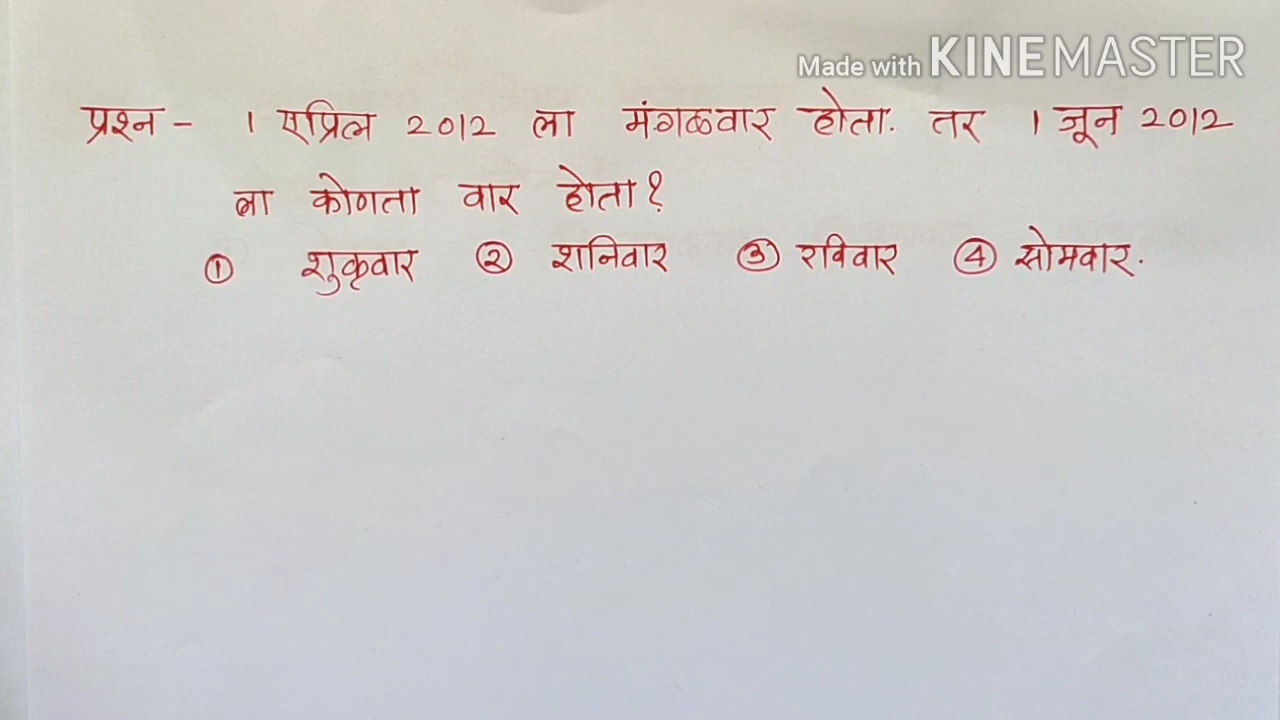 Made with KINEMASTER
प्रश्न - 1 एप्रिल 2012 ला मंगळवार होता. तर 1 जून 2012
ला कोणता वार होता?
① शुक्रवार ② शनिवार ③ रविवार ④ सोमवार.